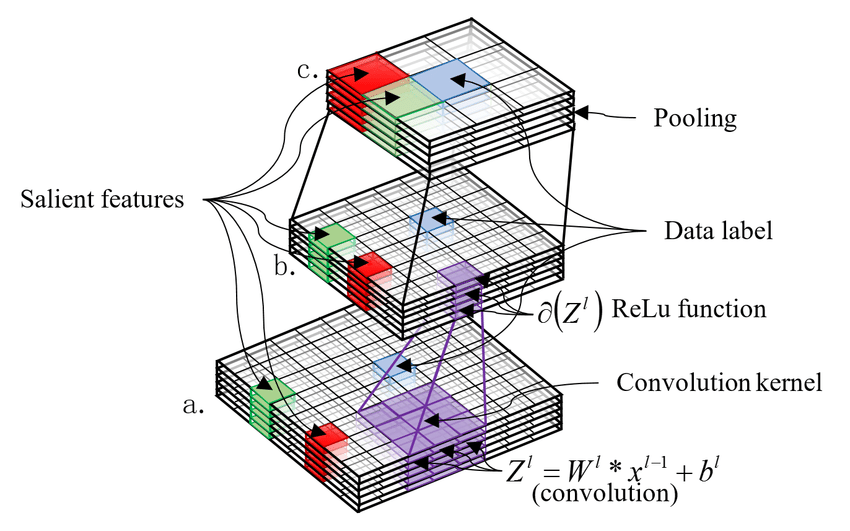 c.
Pooling
Salient features
Data label
b.
∂(Z^l) ReLu function
Convolution kernel
a.
Z^l = W^l * x^{l-1} + b^l
(convolution)